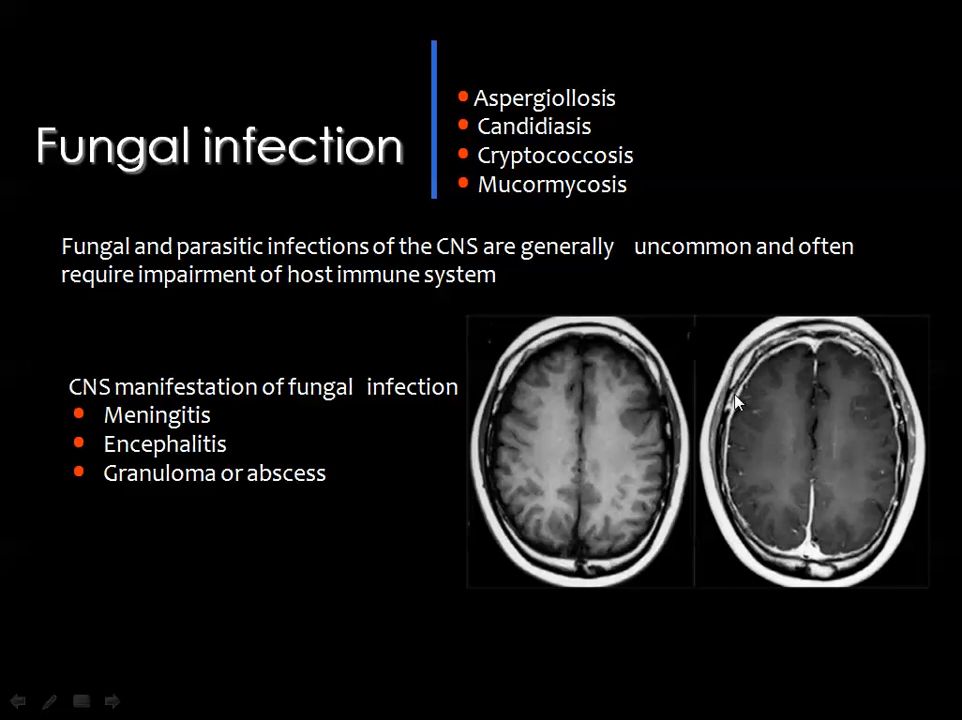 Fungal infection
Aspergiollosis
Candidiasis
Cryptococcosis
Mucormycosis
Fungal and parasitic infections of the CNS are generally uncommon and often
require impairment of host immune system
CNS manifestation of fungal infection
Meningitis
Encephalitis
Granuloma or abscess